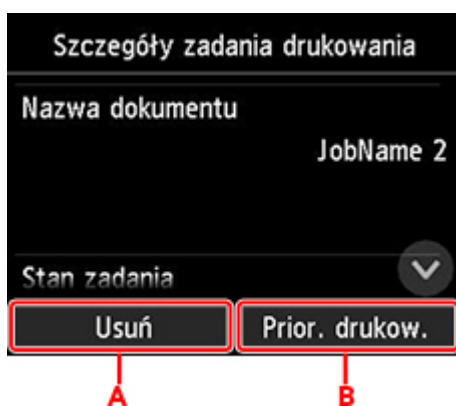 Szczegóły zadania drukowania
Nazwa dokumentu
JobName 2
Stan zadania
Usuń Prior. drukow.
A B